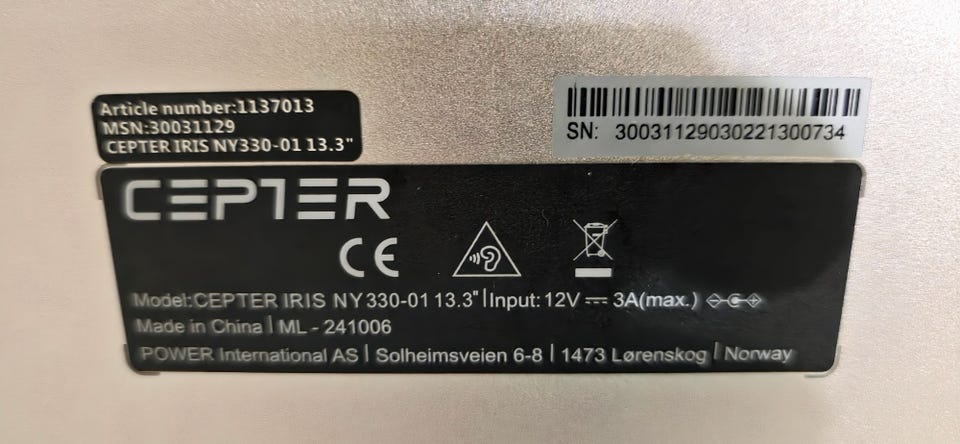 Article number:1137013
MSN:30031129
CEPTER IRIS NY330-01 13.3"
SN: 30031129030221300734
CEPTER
CE
Model:CEPTER IRIS NY330-01 13.3" | Input: 12V ⎓ 3A(max.)
Made in China | ML - 241006
POWER International AS | Solheimsveien 6-8 | 1473 Lørenskog | Norway